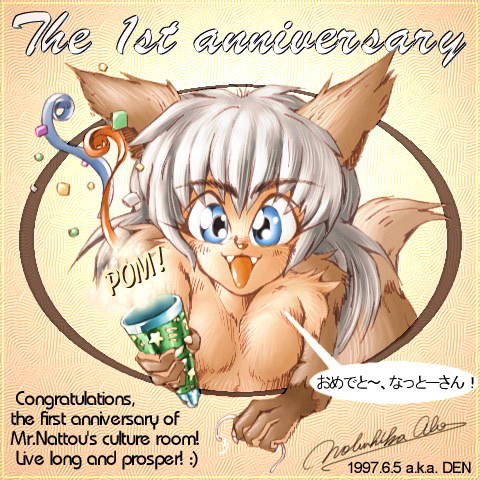 The 1st anniversary
POM!
おめでと～、なっとーさん！
Congratulations,
the first anniversary of
Mr.Nattou's culture room!
Live long and prosper! :)
1997.6.5 a.k.a. DEN